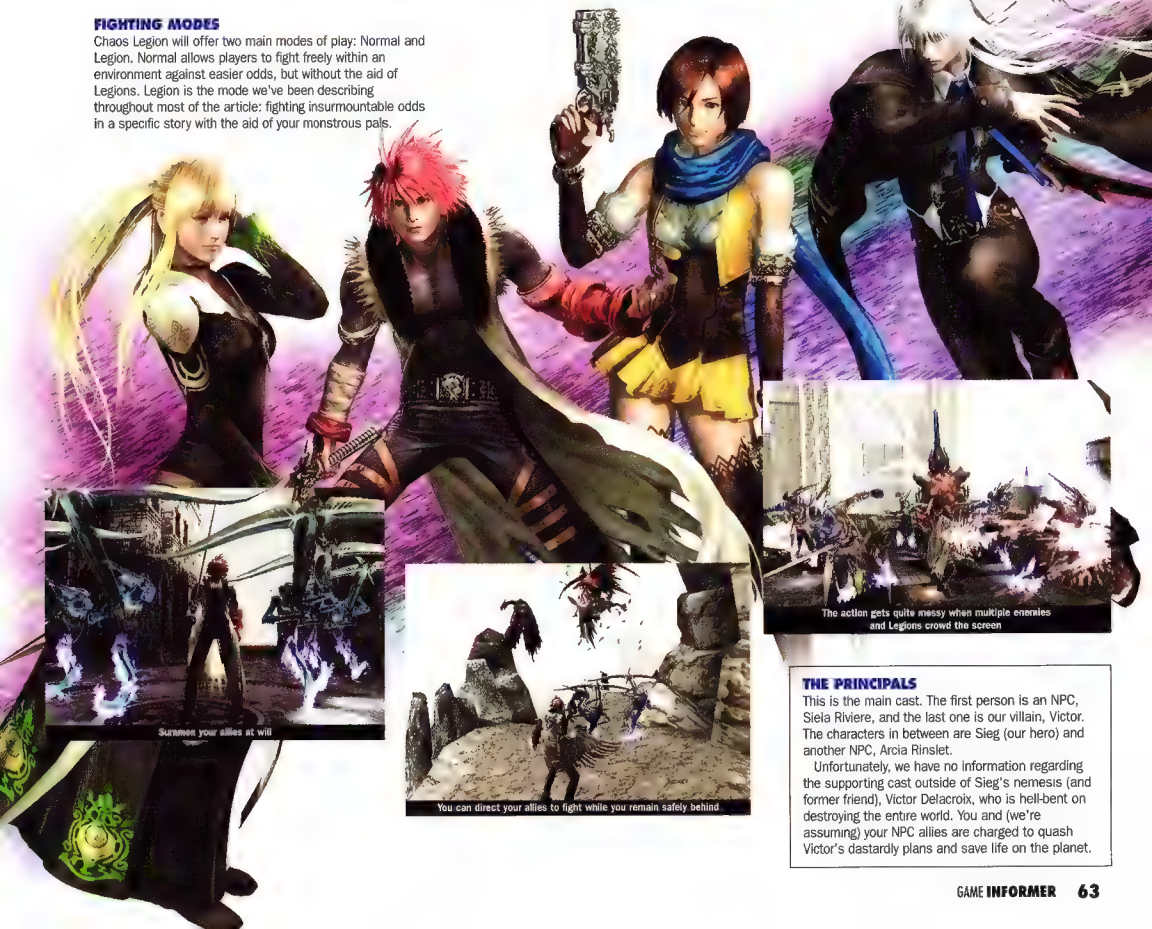 FIGHTING MODES
Chaos Legion will offer two main modes of play: Normal and
Legion. Normal allows players to fight freely within an
environment against easier odds, but without the aid of
Legions. Legion is the mode we've been describing
throughout most of the article: fighting insurmountable odds
in a specific story with the aid of your monstrous pals.
The action gets quite messy when multiple enemies
and Legions crowd the screen
Summon your allies at will
You can direct your allies to fight while you remain safely behind
THE PRINCIPALS
This is the main cast. The first person is an NPC,
Siela Riviere, and the last one is our villain, Victor.
The characters in between are Sieg (our hero) and
another NPC, Arcia Rinslet.
Unfortunately, we have no information regarding
the supporting cast outside of Sieg's nemesis (and
former friend), Victor Delacroix, who is hell-bent on
destroying the entire world. You and (we're
assuming) your NPC allies are charged to quash
Victor's dastardly plans and save life on the planet.
GAME INFORMER 63